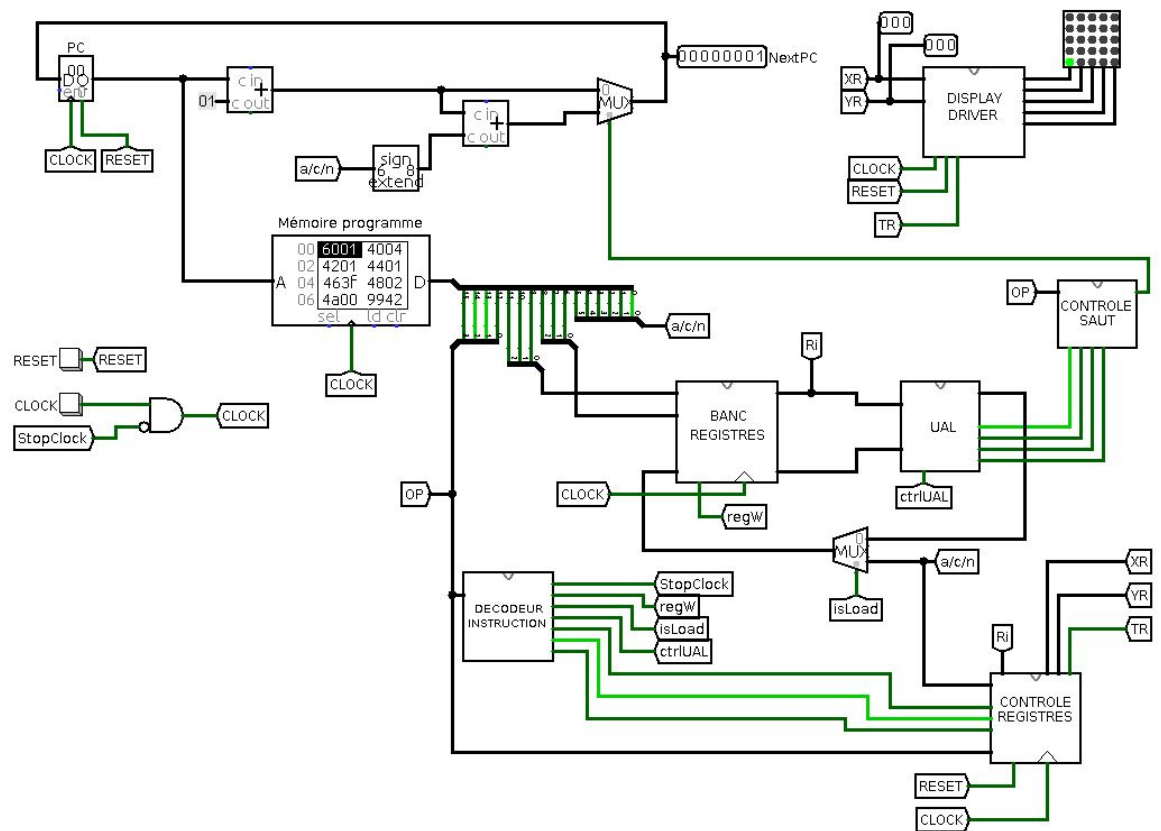 PC
00
D Q
en
c in
+
c out
01
CLOCK
RESET
a/c/n
sign
6 8
extend
c in
+
c out
0
MUX
00000001
NextPC
000
000
XR
YR
DISPLAY
DRIVER
CLOCK
RESET
TR
Mémoire programme
A
00 6001 4004
02 4201 4401
04 463f 4802
06 4a00 9942
D
sel ld clr
CLOCK
a/c/n
OP
CONTROLE
SAUT
RESET
RESET
CLOCK
CLOCK
StopClock
Ri
BANC
REGISTRES
UAL
CLOCK
regW
ctrlUAL
OP
0
MUX
isLoad
a/c/n
DECODEUR
INSTRUCTION
StopClock
regW
isLoad
ctrlUAL
XR
YR
TR
Ri
CONTROLE
REGISTRES
RESET
CLOCK